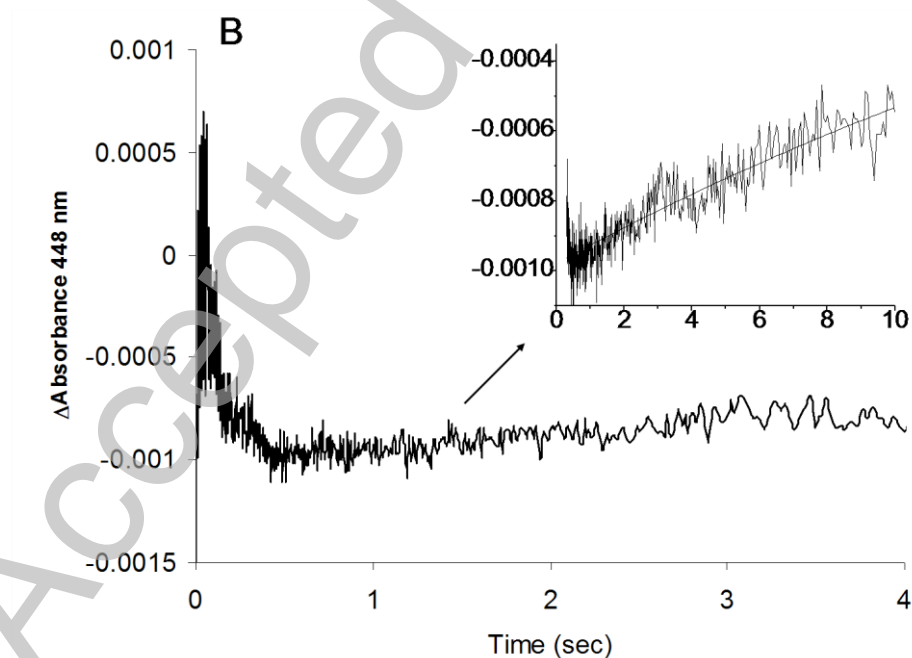 B
0.001
0.0005
0
-0.0005
-0.001
-0.0015
ΔAbsorbance 448 nm
0 1 2 3 4
Time (sec)
-0.0004
-0.0006
-0.0008
-0.0010
0 2 4 6 8 10
Accepted